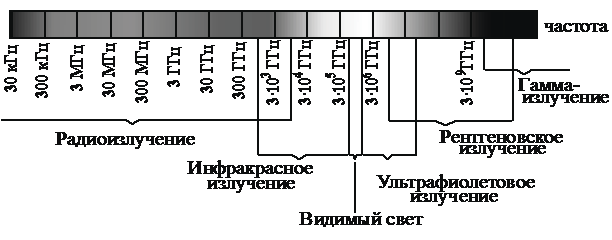 частота
30 кГц
300 кГц
3 МГц
30 МГц
300 МГц
3 ГГц
30 ГГц
300 ГГц
3·10³ ГГц
3·10⁴ ГГц
3·10⁵ ГГц
3·10⁶ ГГц
3·10⁹ ГГц
Гамма-
излучение
Радиоизлучение
Рентгеновское
излучение
Инфракрасное
излучение
Ультрафиолетовое
излучение
Видимый свет